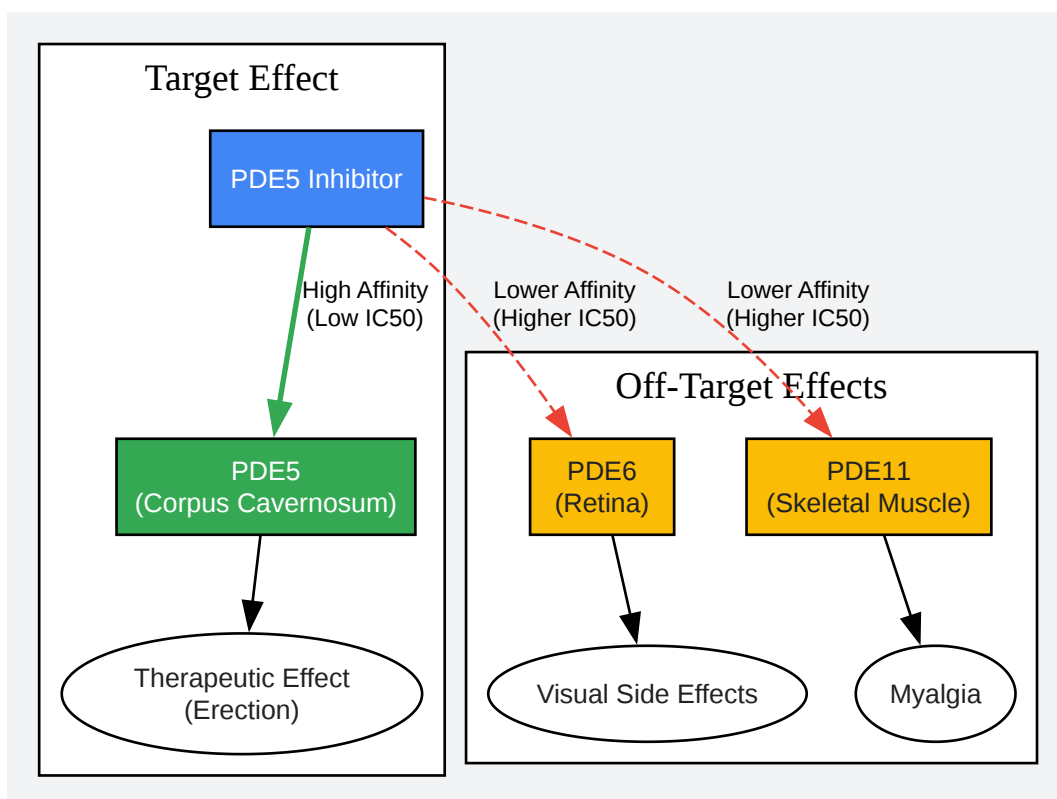 Target Effect
PDE5 Inhibitor
High Affinity
(Low IC50)
Lower Affinity
(Higher IC50)
Lower Affinity
(Higher IC50)
Off-Target Effects
PDE5
(Corpus Cavernosum)
PDE6
(Retina)
PDE11
(Skeletal Muscle)
Therapeutic Effect
(Erection)
Visual Side Effects
Myalgia